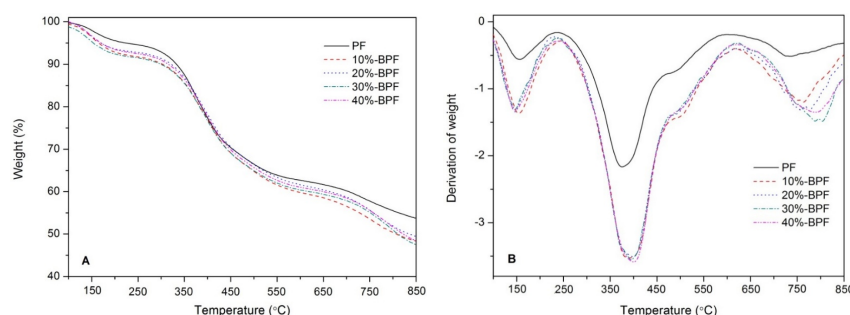 100
90
80
70
60
50
40
Weight (%)
PF
10%-BPF
20%-BPF
30%-BPF
40%-BPF
A
150 250 350 450 550 650 750 850
Temperature (°C)
0
-1
-2
-3
Derivation of weight
PF
10%-BPF
20%-BPF
30%-BPF
40%-BPF
B
150 250 350 450 550 650 750 850
Temperature (°C)